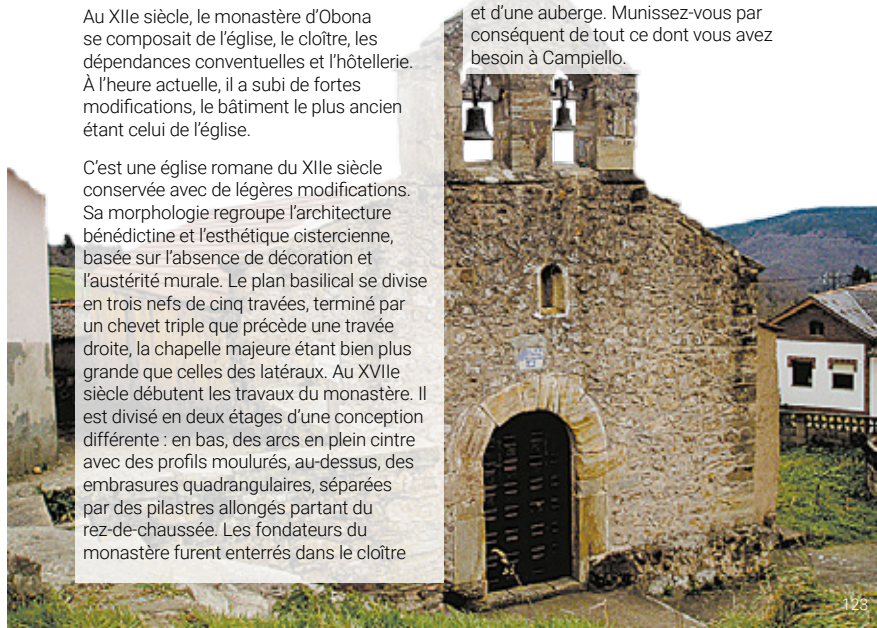 Au XIIe siècle, le monastère d’Obona
se composait de l’église, le cloître, les
dépendances conventuelles et l’hôtellerie.
À l’heure actuelle, il a subi de fortes
modifications, le bâtiment le plus ancien
étant celui de l’église.
C’est une église romane du XIIe siècle
conservée avec de légères modifications.
Sa morphologie regroupe l’architecture
bénédictine et l’esthétique cistercienne,
basée sur l’absence de décoration et
l’austérité murale. Le plan basilical se divise
en trois nefs de cinq travées, terminé par
un chevet triple que précède une travée
droite, la chapelle majeure étant bien plus
grande que celles des latéraux. Au XVIIe
siècle débutent les travaux du monastère. Il
est divisé en deux étages d’une conception
différente : en bas, des arcs en plein cintre
avec des profils moulurés, au-dessus, des
embrasures quadrangulaires, séparées
par des pilastres allongés partant du
rez-de-chaussée. Les fondateurs du
monastère furent enterrés dans le cloître
et d’une auberge. Munissez-vous par
conséquent de tout ce dont vous avez
besoin à Campiello.
123